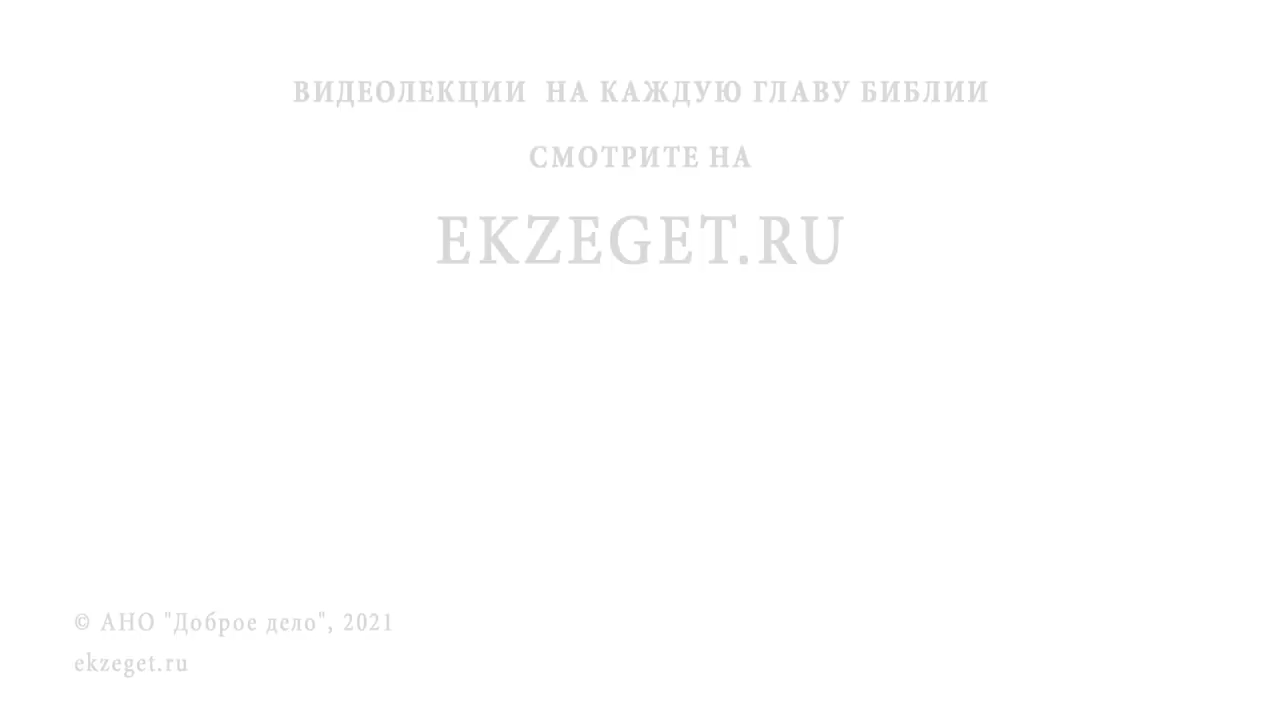 ВИДЕОЛЕКЦИИ НА КАЖДУЮ ГЛАВУ БИБЛИИ
СМОТРИТЕ НА
EKZEGET.RU
© АНО "Доброе дело", 2021
ekzeget.ru